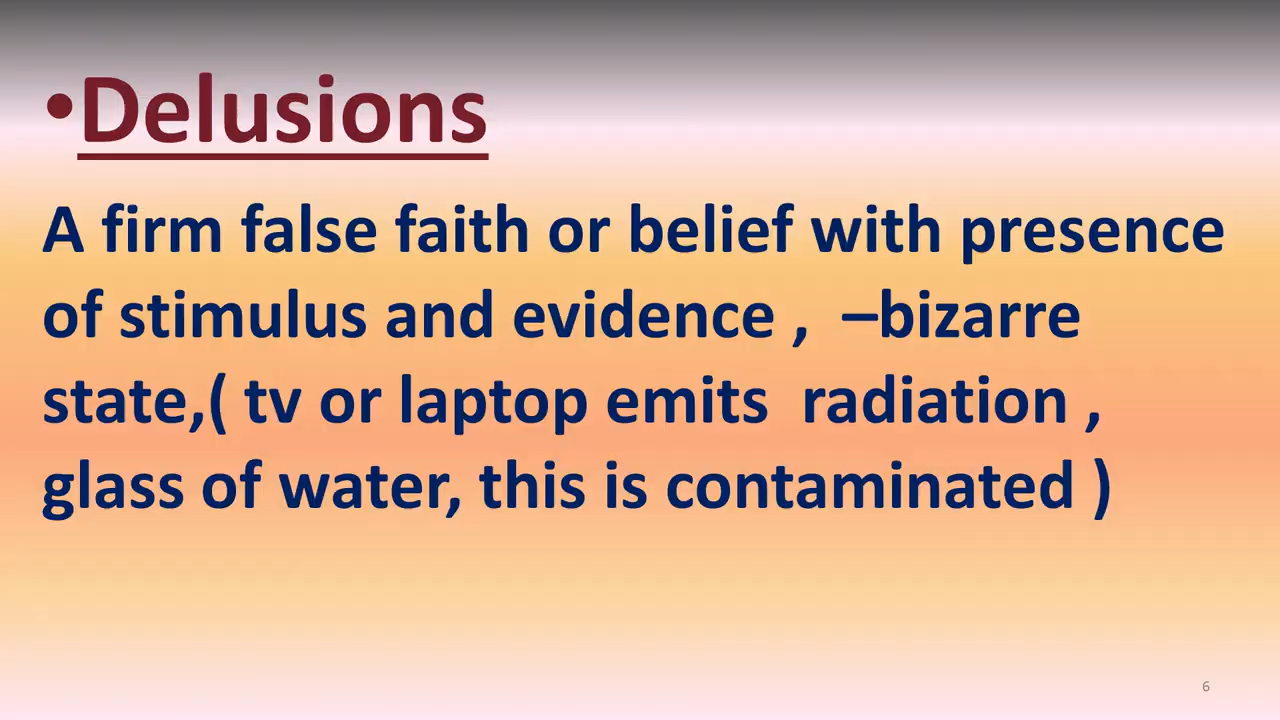 •Delusions
A firm false faith or belief with presence
of stimulus and evidence ,  –bizarre
state,( tv or laptop emits  radiation ,
glass of water, this is contaminated )
6